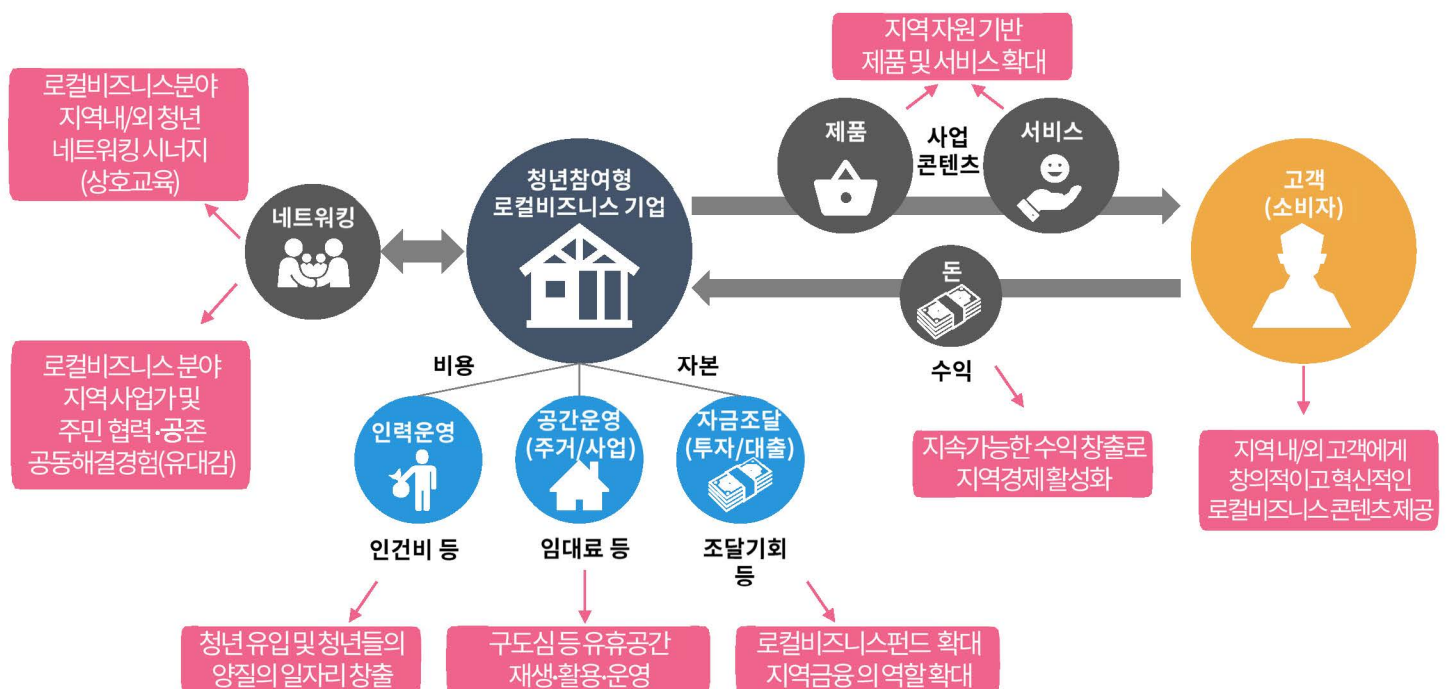 지역 자원 기반
제품 및 서비스 확대
로컬비즈니스분야
지역내/외 청년
네트워킹 시너지
(상호교육)
제품
사업
콘텐츠
서비스
청년참여형
로컬비즈니스 기업
고객
(소비자)
네트워킹
돈
수익
비용
자본
로컬비즈니스 분야
지역 사업가 및
주민 협력·공존
공동해결경험(유대감)
인력운영
공간운영
(주거/사업)
자금조달
(투자/대출)
지속가능한 수익 창출로
지역경제 활성화
지역 내/외 고객에게
창의적이고 혁신적인
로컬비즈니스 콘텐츠 제공
인건비 등
임대료 등
조달기회
등
청년 유입 및 청년들의
양질의 일자리 창출
구도심 등 유휴공간
재생·활용·운영
로컬비즈니스펀드 확대
지역금융의 역할 확대